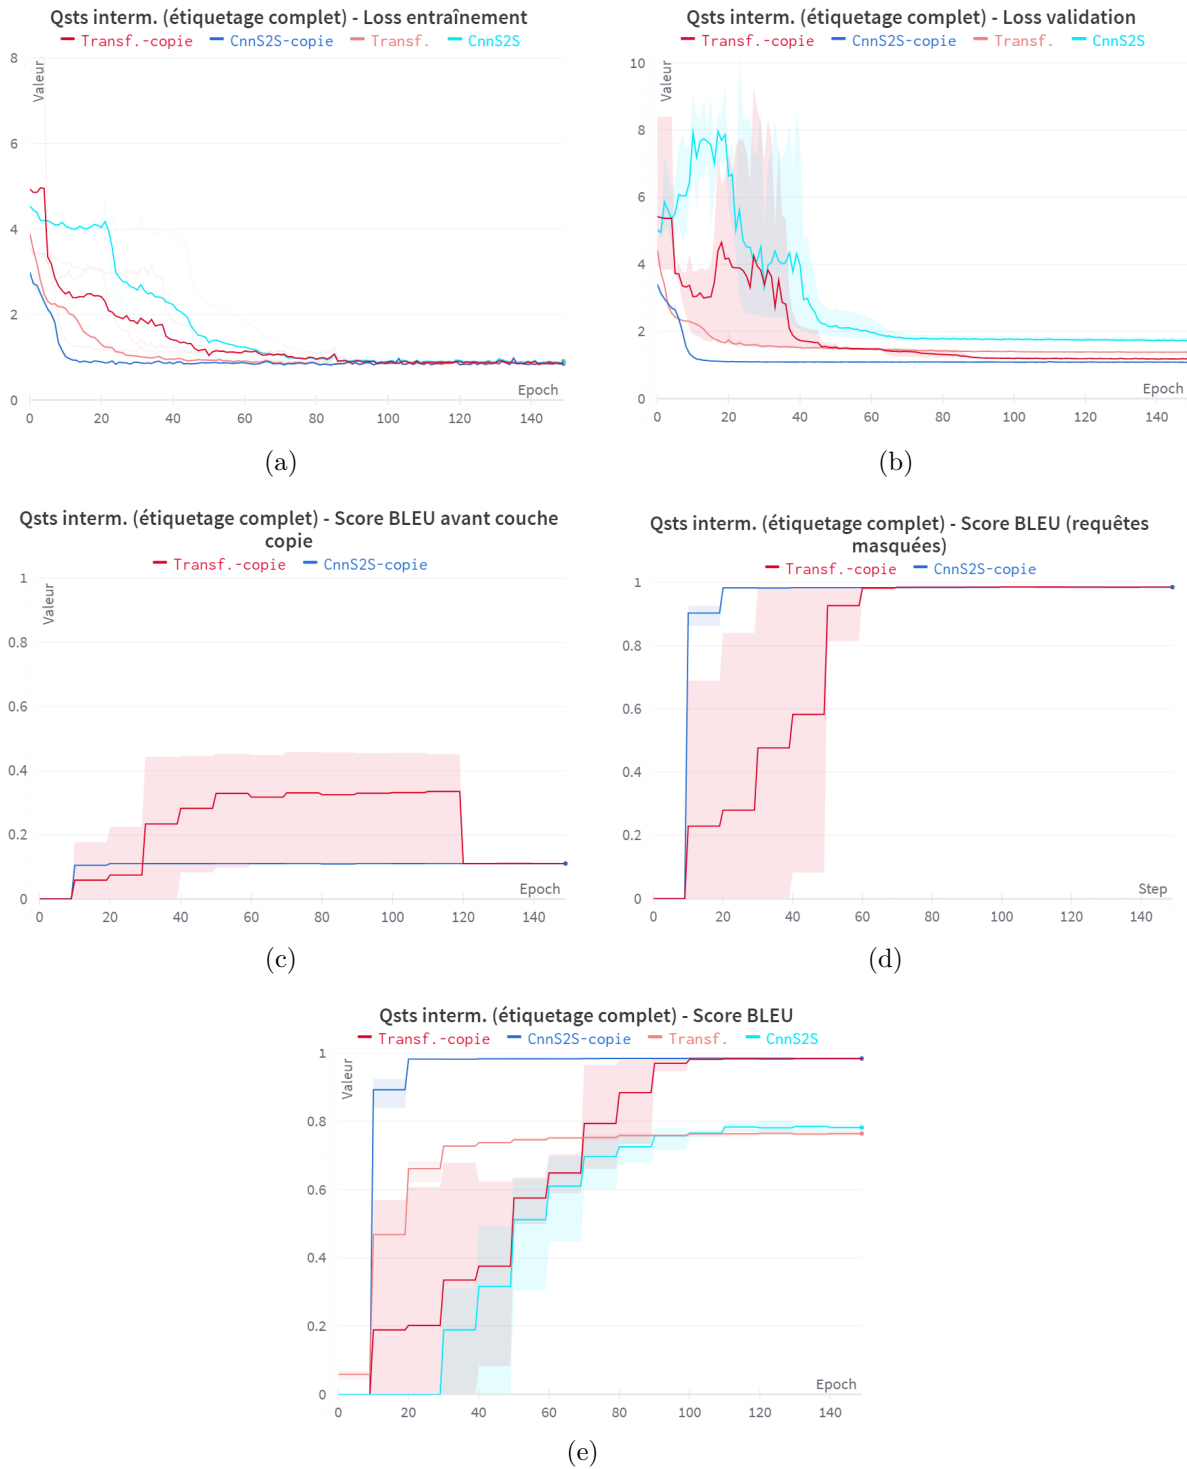 Qsts interm. (étiquetage complet) - Loss entraînement
Transf.-copie CnnS2S-copie Transf. CnnS2S
Valeur
8
6
4
2
0
0 20 40 60 80 100 120 140
Epoch
(a)
Qsts interm. (étiquetage complet) - Loss validation
Transf.-copie CnnS2S-copie Transf. CnnS2S
Valeur
10
8
6
4
2
0
0 20 40 60 80 100 120 140
Epoch
(b)
Qsts interm. (étiquetage complet) - Score BLEU avant couche
copie
Transf.-copie CnnS2S-copie
Valeur
1
0.8
0.6
0.4
0.2
0
0 20 40 60 80 100 120 140
Epoch
(c)
Qsts interm. (étiquetage complet) - Score BLEU (requêtes
masquées)
Transf.-copie CnnS2S-copie
1
0.8
0.6
0.4
0.2
0
0 20 40 60 80 100 120 140
Step
(d)
Qsts interm. (étiquetage complet) - Score BLEU
Transf.-copie CnnS2S-copie Transf. CnnS2S
Valeur
1
0.8
0.6
0.4
0.2
0
0 20 40 60 80 100 120 140
Epoch
(e)